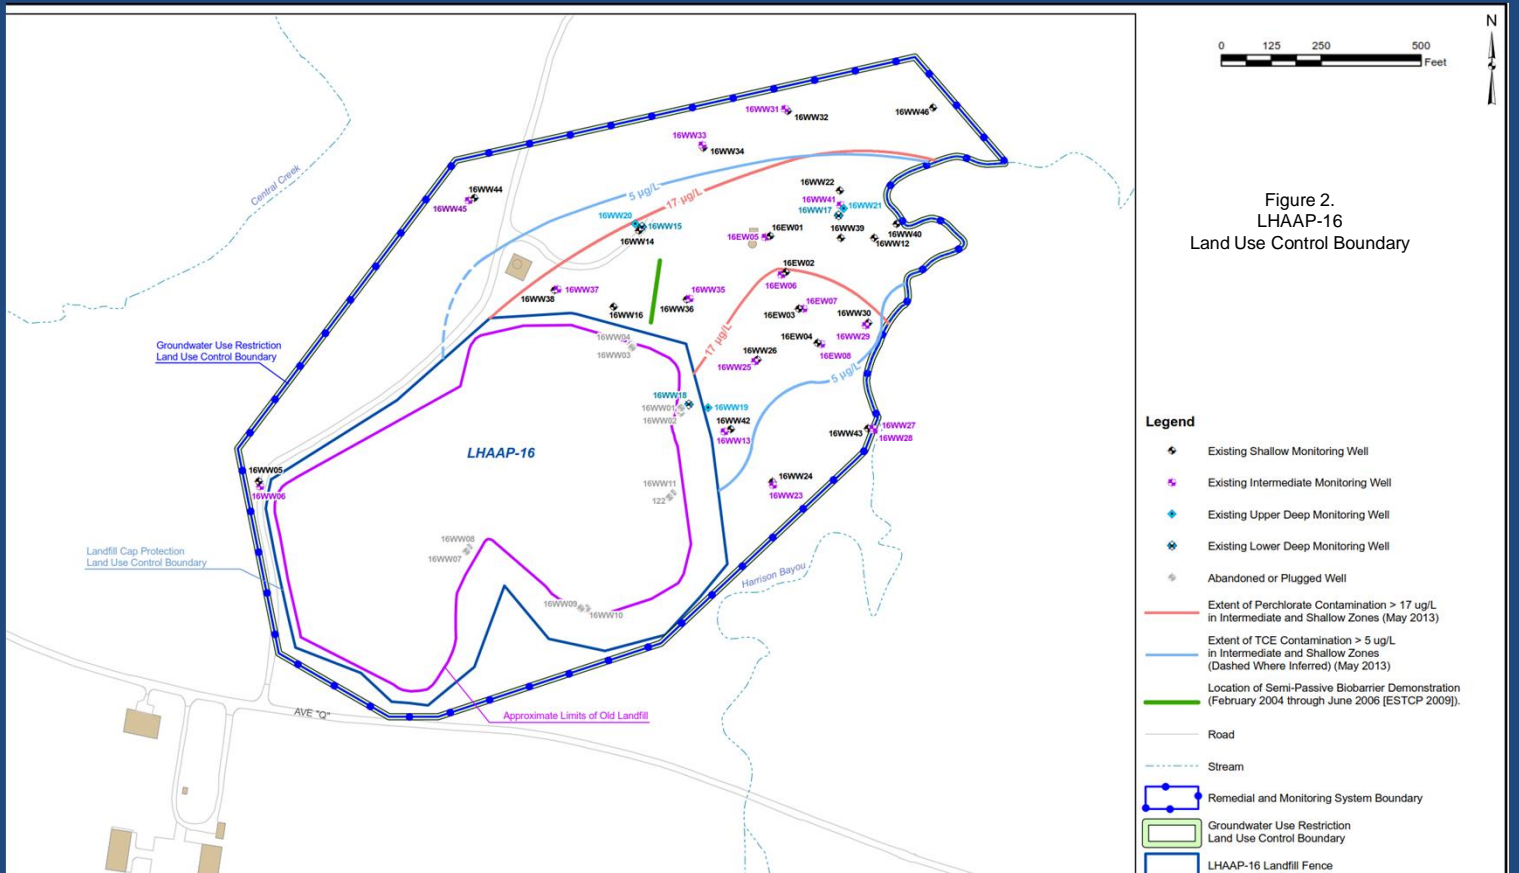 N
0 125 250 500
Feet
Figure 2.
LHAAP-16
Land Use Control Boundary
Central Creek
16WW31
16WW32
16WW46
16WW33
16WW34
5 µg/L
17 µg/L
16WW44
16WW45
16WW22
16WW41
16WW21
16WW17
16WW20
16WW15
16WW14
16EW01
16EW05
16WW39
16WW40
16WW12
16EW02
16EW06
16WW38
16WW37
16WW16
16WW35
16WW36
16EW07
16EW03
16WW30
16WW29
16EW04
16EW08
17 µg/L
16WW26
16WW25
5 µg/L
Groundwater Use Restriction
Land Use Control Boundary
16WW04
16WW03
16WW18
16WW01
16WW02
16WW19
16WW42
16WW13
16WW27
16WW43
16WW28
LHAAP-16
16WW05
16WW06
16WW24
16WW23
16WW11
122
16WW08
16WW07
Landfill Cap Protection
Land Use Control Boundary
Harrison Bayou
16WW09
16WW10
AVE "Q"
Approximate Limits of Old Landfill
Legend
Existing Shallow Monitoring Well
Existing Intermediate Monitoring Well
Existing Upper Deep Monitoring Well
Existing Lower Deep Monitoring Well
Abandoned or Plugged Well
Extent of Perchlorate Contamination > 17 ug/L
in Intermediate and Shallow Zones (May 2013)
Extent of TCE Contamination > 5 ug/L
in Intermediate and Shallow Zones
(Dashed Where Inferred) (May 2013)
Location of Semi-Passive Biobarrier Demonstration
(February 2004 through June 2006 [ESTCP 2009]).
Road
Stream
Remedial and Monitoring System Boundary
Groundwater Use Restriction
Land Use Control Boundary
LHAAP-16 Landfill Fence